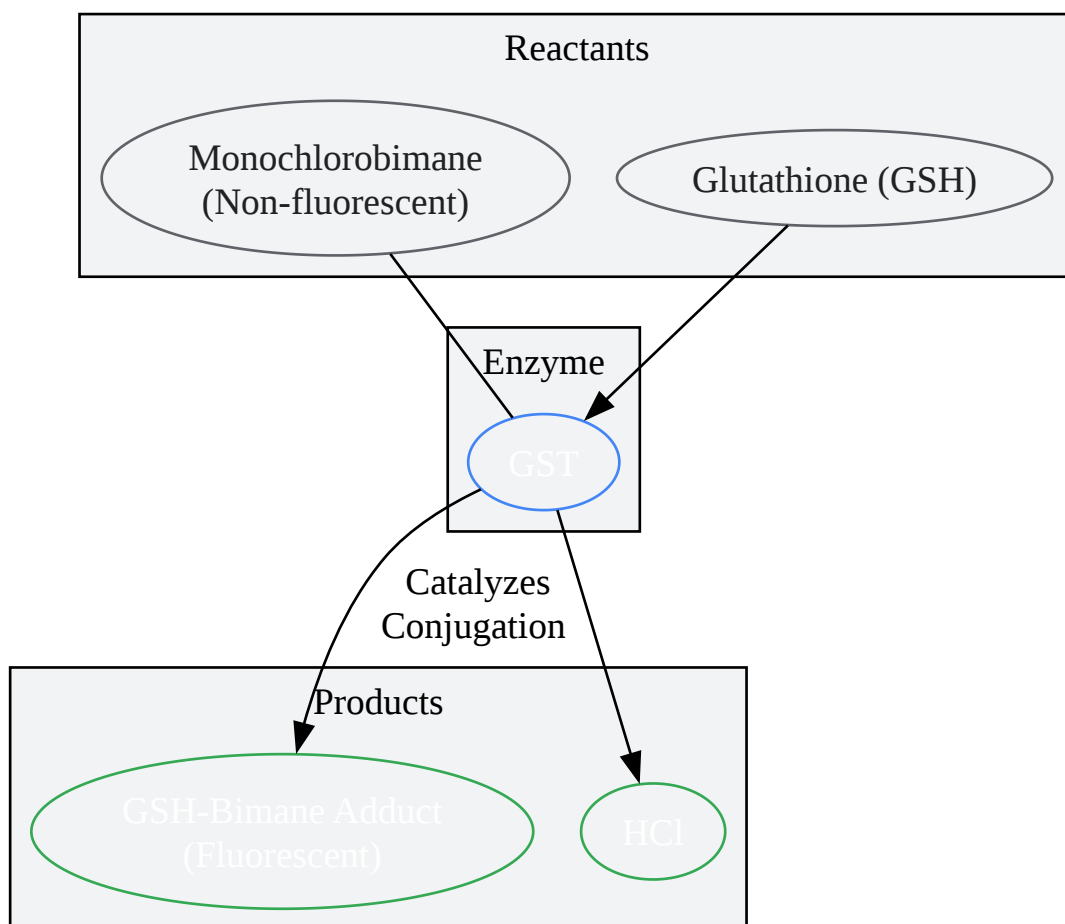 Reactants
Monochlorobimane
(Non-fluorescent)
Glutathione (GSH)
Enzyme
GST
Catalyzes
Conjugation
Products
GSH-Bimane Adduct
(Fluorescent)
HCl